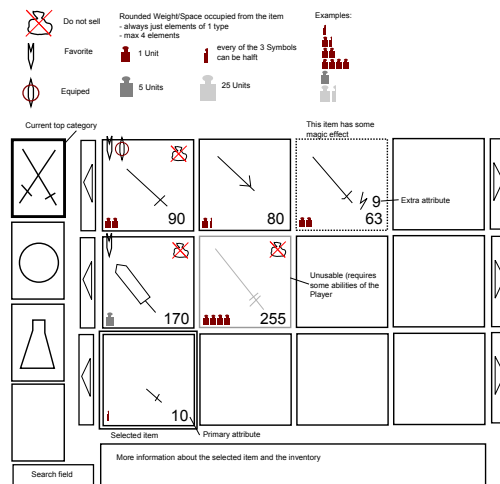 Do not sell
Favorite
Equiped
Rounded Weight/Space occupied from the item
- always just elements of 1 type
- max 4 elements
1 Unit
every of the 3 Symbols
can be halft
5 Units
25 Units
Examples:
Current top category
This item has some
magic effect
90
80
9
63
Extra attribute
170
255
Unusable (requires
some abilities of the
Player
10
Selected item
Primary attribute
Search field
More information about the selected item and the inventory